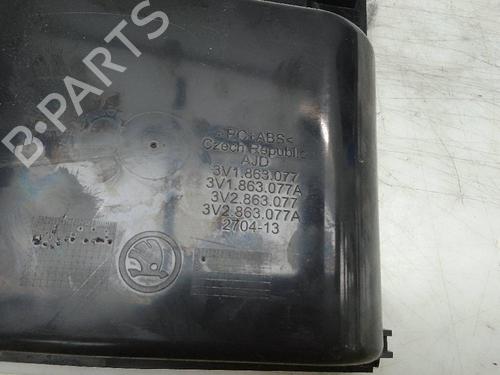 B-PARTS
>PC+ABS<
Czech Republic
AJD
3V1.863.077
3V1.863.077A
3V2.863.077
3V2.863.077A
2704-13